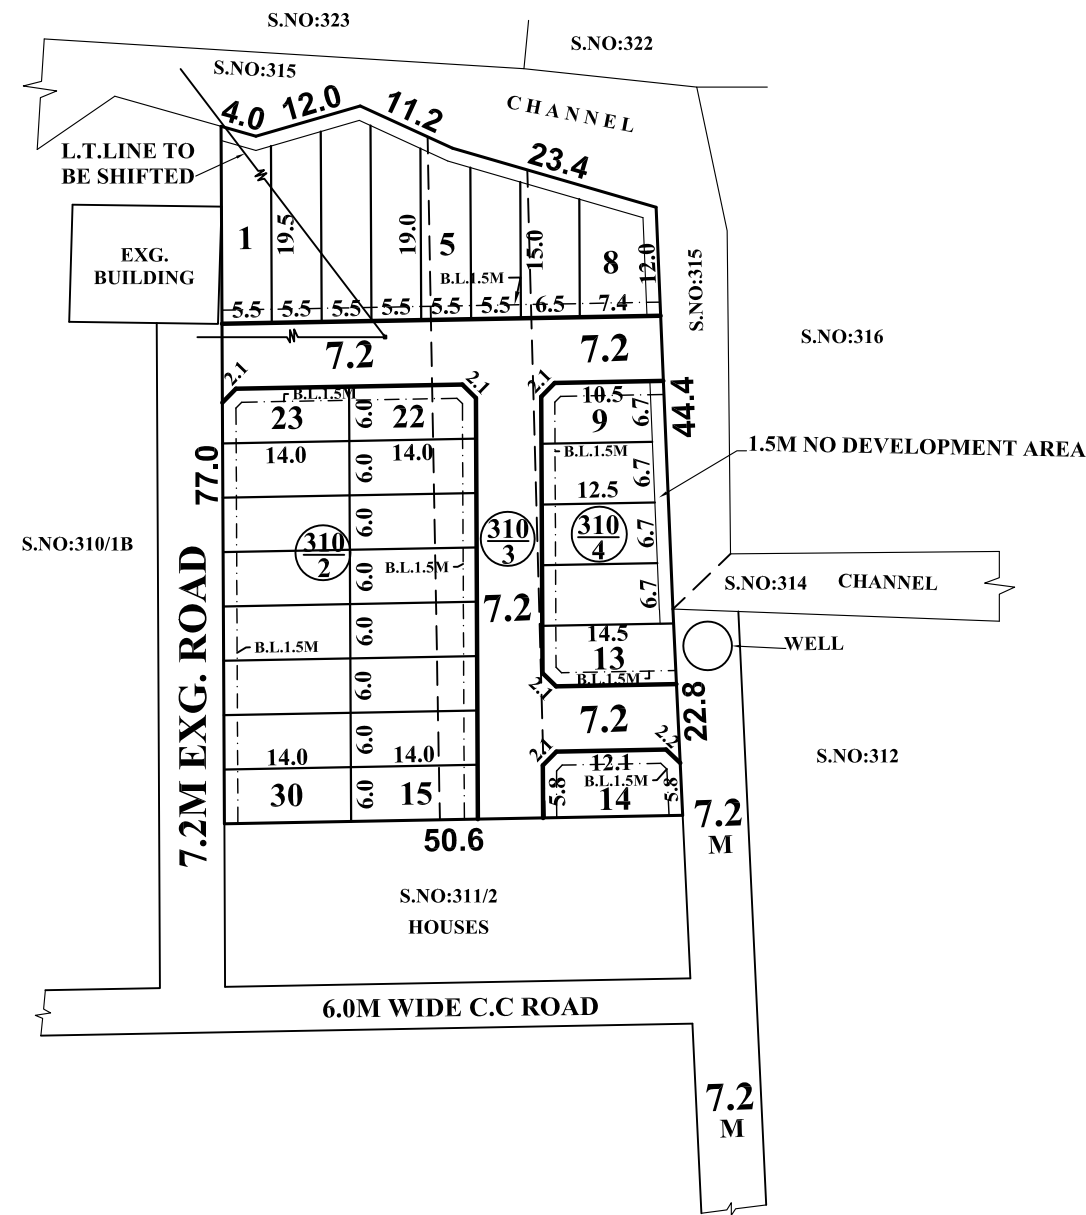 S.NO:323
S.NO:322
S.NO:315
CHANNEL
4.0
12.0
11.2
23.4
L.T.LINE TO
BE SHIFTED
EXG.
BUILDING
1
19.5
19.0
5
15.0
8
12.0
B.L.1.5M
5.5
5.5
5.5
5.5
5.5
5.5
6.5
7.4
S.NO:315
S.NO:316
7.2
7.2
2.1
2.1
2.1
B.L.1.5M
10.5
23
6.0
22
9
6.7
44.4
14.0
14.0
B.L.1.5M
1.5M NO DEVELOPMENT AREA
77.0
6.0
6.7
12.5
6.0
310
2
310
3
310
4
6.7
S.NO:310/1B
6.0
B.L.1.5M
S.NO:314
CHANNEL
7.2
6.7
6.0
14.5
B.L.1.5M
13
WELL
7.2M EXG. ROAD
6.0
B.L.1.5M
2.1
22.8
7.2
6.0
2.1
2.2
14.0
14.0
12.1
S.NO:312
B.L.1.5M
30
6.0
15
5.8
14
5.8
7.2
M
50.6
S.NO:311/2
HOUSES
6.0M WIDE C.C ROAD
7.2
M